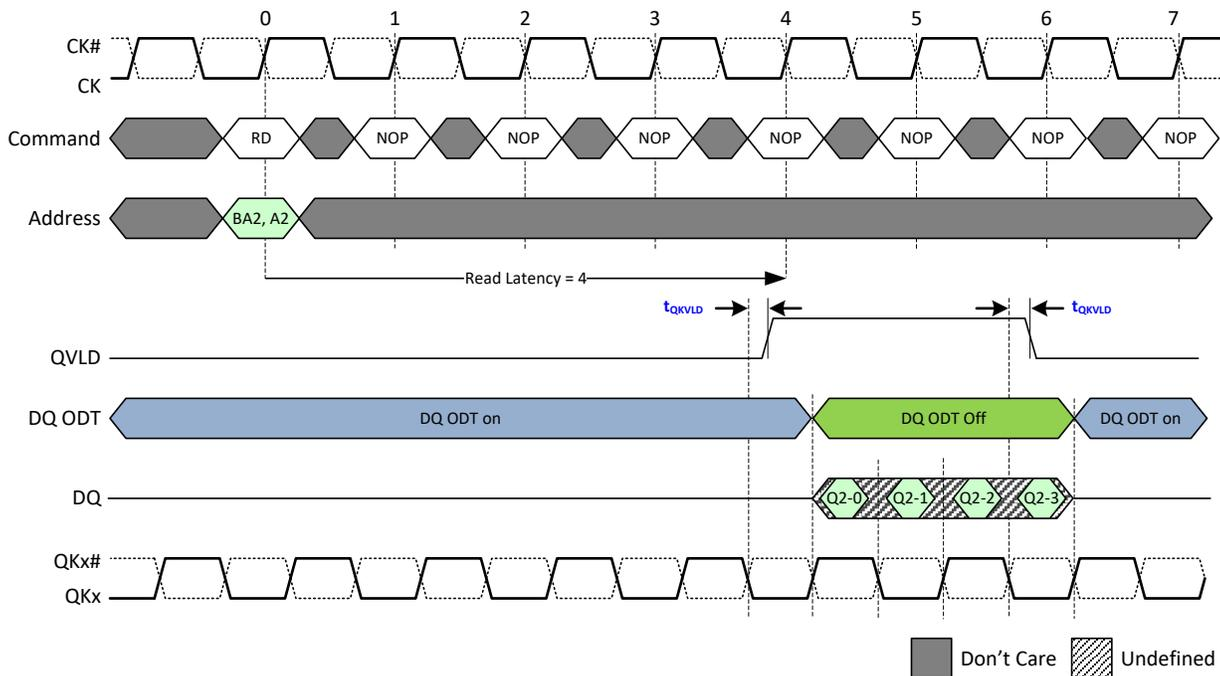 0 1 2 3 4 5 6 7
CK#
CK
Command RD NOP NOP NOP NOP NOP NOP NOP
Address BA2, A2
Read Latency = 4
tQKVLD tQKVLD
QVLD
DQ ODT DQ ODT on DQ ODT Off DQ ODT on
DQ Q2-0 Q2-1 Q2-2 Q2-3
QKx#
QKx
Don't Care Undefined